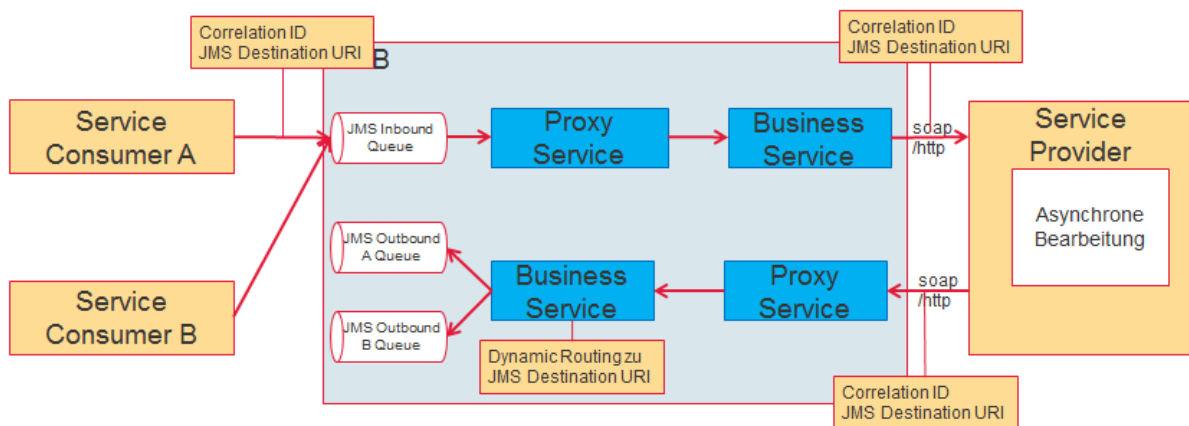 Correlation ID
JMS Destination URI
Correlation ID
JMS Destination URI
B
Service
Consumer A
JMS Inbound
Queue
Proxy
Service
Business
Service
soap
/http
Service
Provider
Asynchrone
Bearbeitung
JMS Outbound
A Queue
Service
Consumer B
JMS Outbound
B Queue
Business
Service
Proxy
Service
soap
/http
Dynamic Routing zu
JMS Destination URI
Correlation ID
JMS Destination URI